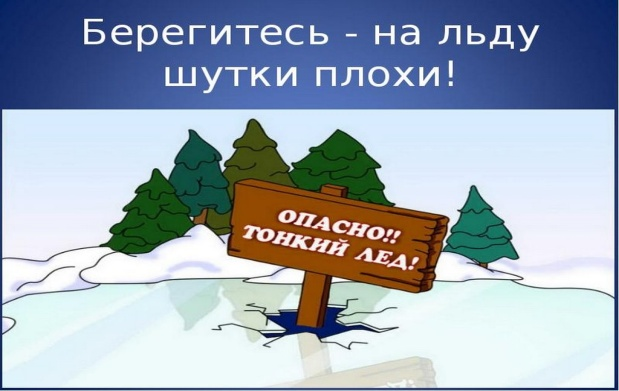 Берегитесь - на льду
шутки плохи!
ОПАСНО!!
ТОНКИЙ ЛЕД!